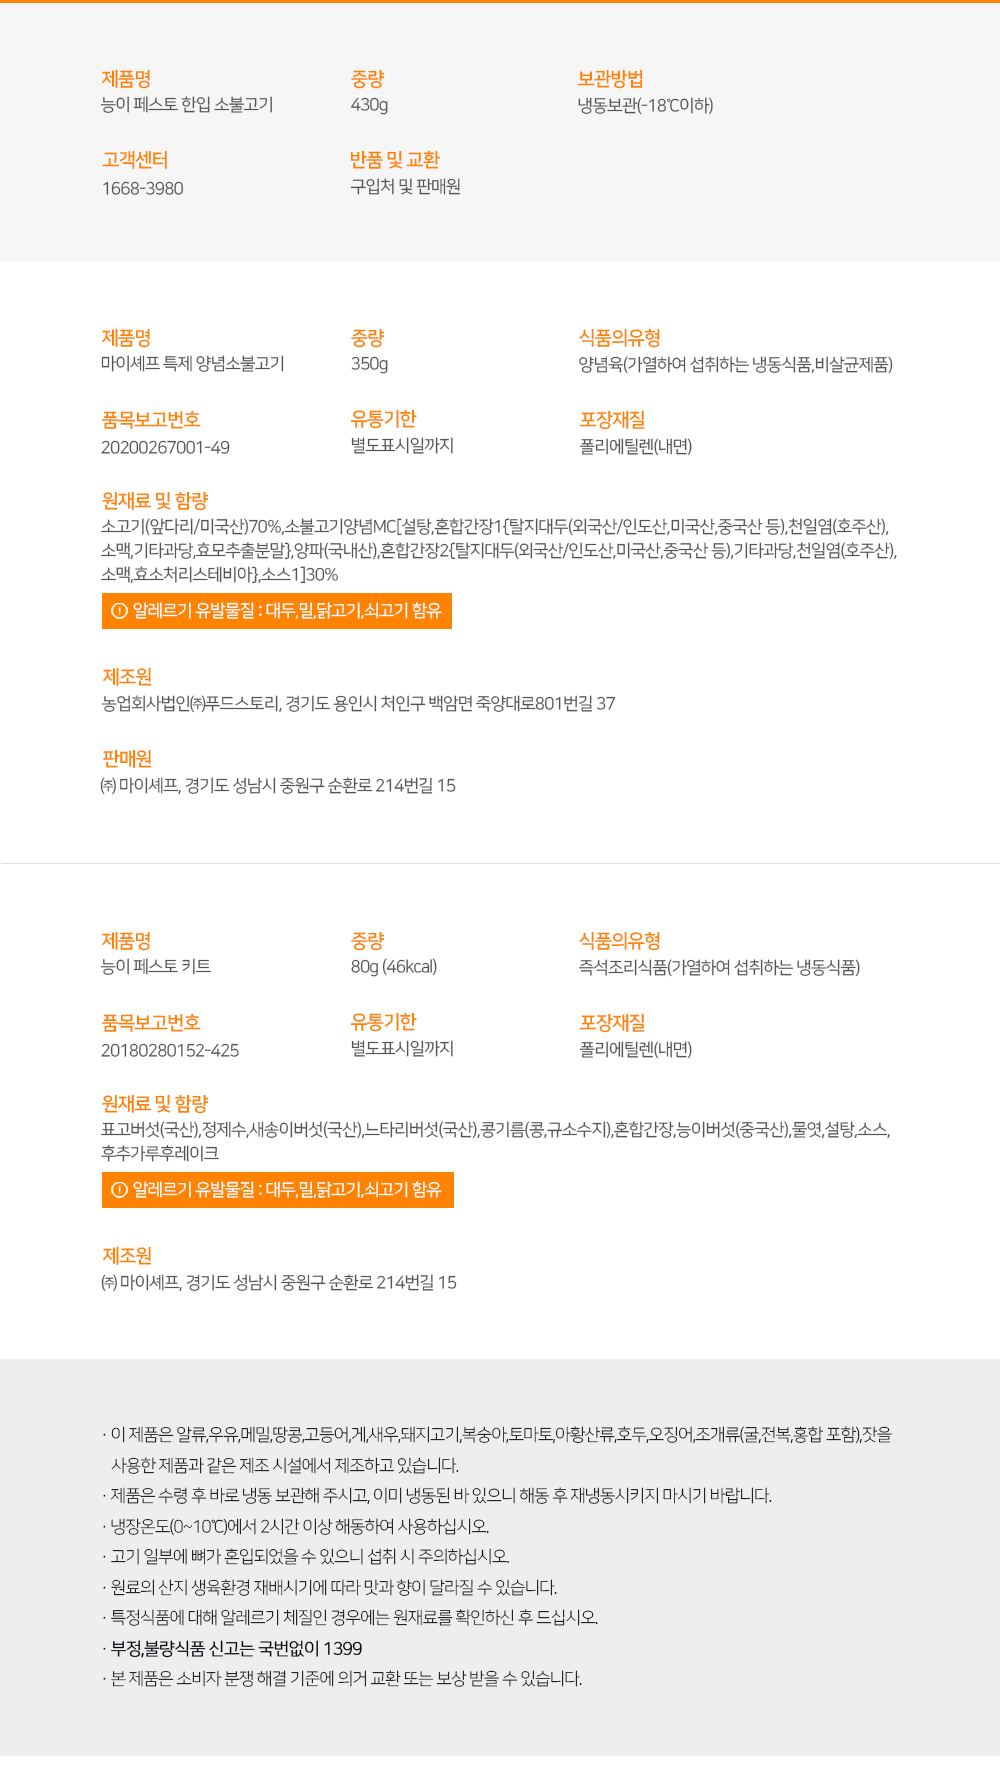 제품명
능이 페스토 한입 소불고기
중량
430g
보관방법
냉동보관(-18℃이하)
고객센터
1668-3980
반품 및 교환
구입처 및 판매원
제품명
마이셰프 특제 양념소불고기
중량
350g
식품의유형
양념육(가열하여 섭취하는 냉동식품,비살균제품)
품목보고번호
20200267001-49
유통기한
별도표시일까지
포장재질
폴리에틸렌(내면)
원재료 및 함량
소고기(앞다리/미국산)70%,소불고기양념MC[설탕,혼합간장1{탈지대두(외국산/인도산,미국산,중국산 등),천일염(호주산),
소맥,기타과당,효모추출분말},양파(국내산),혼합간장2{탈지대두(외국산/인도산,미국산,중국산 등),기타과당,천일염(호주산),
소맥,효소처리스테비아},소스1]30%
알레르기 유발물질 : 대두,밀,닭고기,쇠고기 함유
제조원
농업회사법인㈜푸드스토리, 경기도 용인시 처인구 백암면 죽양대로801번길 37
판매원
㈜ 마이셰프, 경기도 성남시 중원구 순환로 214번길 15
제품명
능이 페스토 키트
중량
80g (46kcal)
식품의유형
즉석조리식품(가열하여 섭취하는 냉동식품)
품목보고번호
20180280152-425
유통기한
별도표시일까지
포장재질
폴리에틸렌(내면)
원재료 및 함량
표고버섯(국산),정제수,새송이버섯(국산),느타리버섯(국산),콩기름(콩,규소수지),혼합간장,능이버섯(중국산),물엿,설탕,소스,
후추가루후레이크
알레르기 유발물질 : 대두,밀,닭고기,쇠고기 함유
제조원
㈜ 마이셰프, 경기도 성남시 중원구 순환로 214번길 15
· 이 제품은 알류,우유,메밀,땅콩,고등어,게,새우,돼지고기,복숭아,토마토,아황산류,호두,오징어,조개류(굴,전복,홍합 포함),잣을
사용한 제품과 같은 제조 시설에서 제조하고 있습니다.
· 제품은 수령 후 바로 냉동 보관해 주시고, 이미 냉동된 바 있으니 해동 후 재냉동시키지 마시기 바랍니다.
· 냉장온도(0~10℃)에서 2시간 이상 해동하여 사용하십시오.
· 고기 일부에 뼈가 혼입되었을 수 있으니 섭취 시 주의하십시오.
· 원료의 산지 생육환경 재배시기에 따라 맛과 향이 달라질 수 있습니다.
· 특정식품에 대해 알레르기 체질인 경우에는 원재료를 확인하신 후 드십시오.
· 부정,불량식품 신고는 국번없이 1399
· 본 제품은 소비자 분쟁 해결 기준에 의거 교환 또는 보상 받을 수 있습니다.